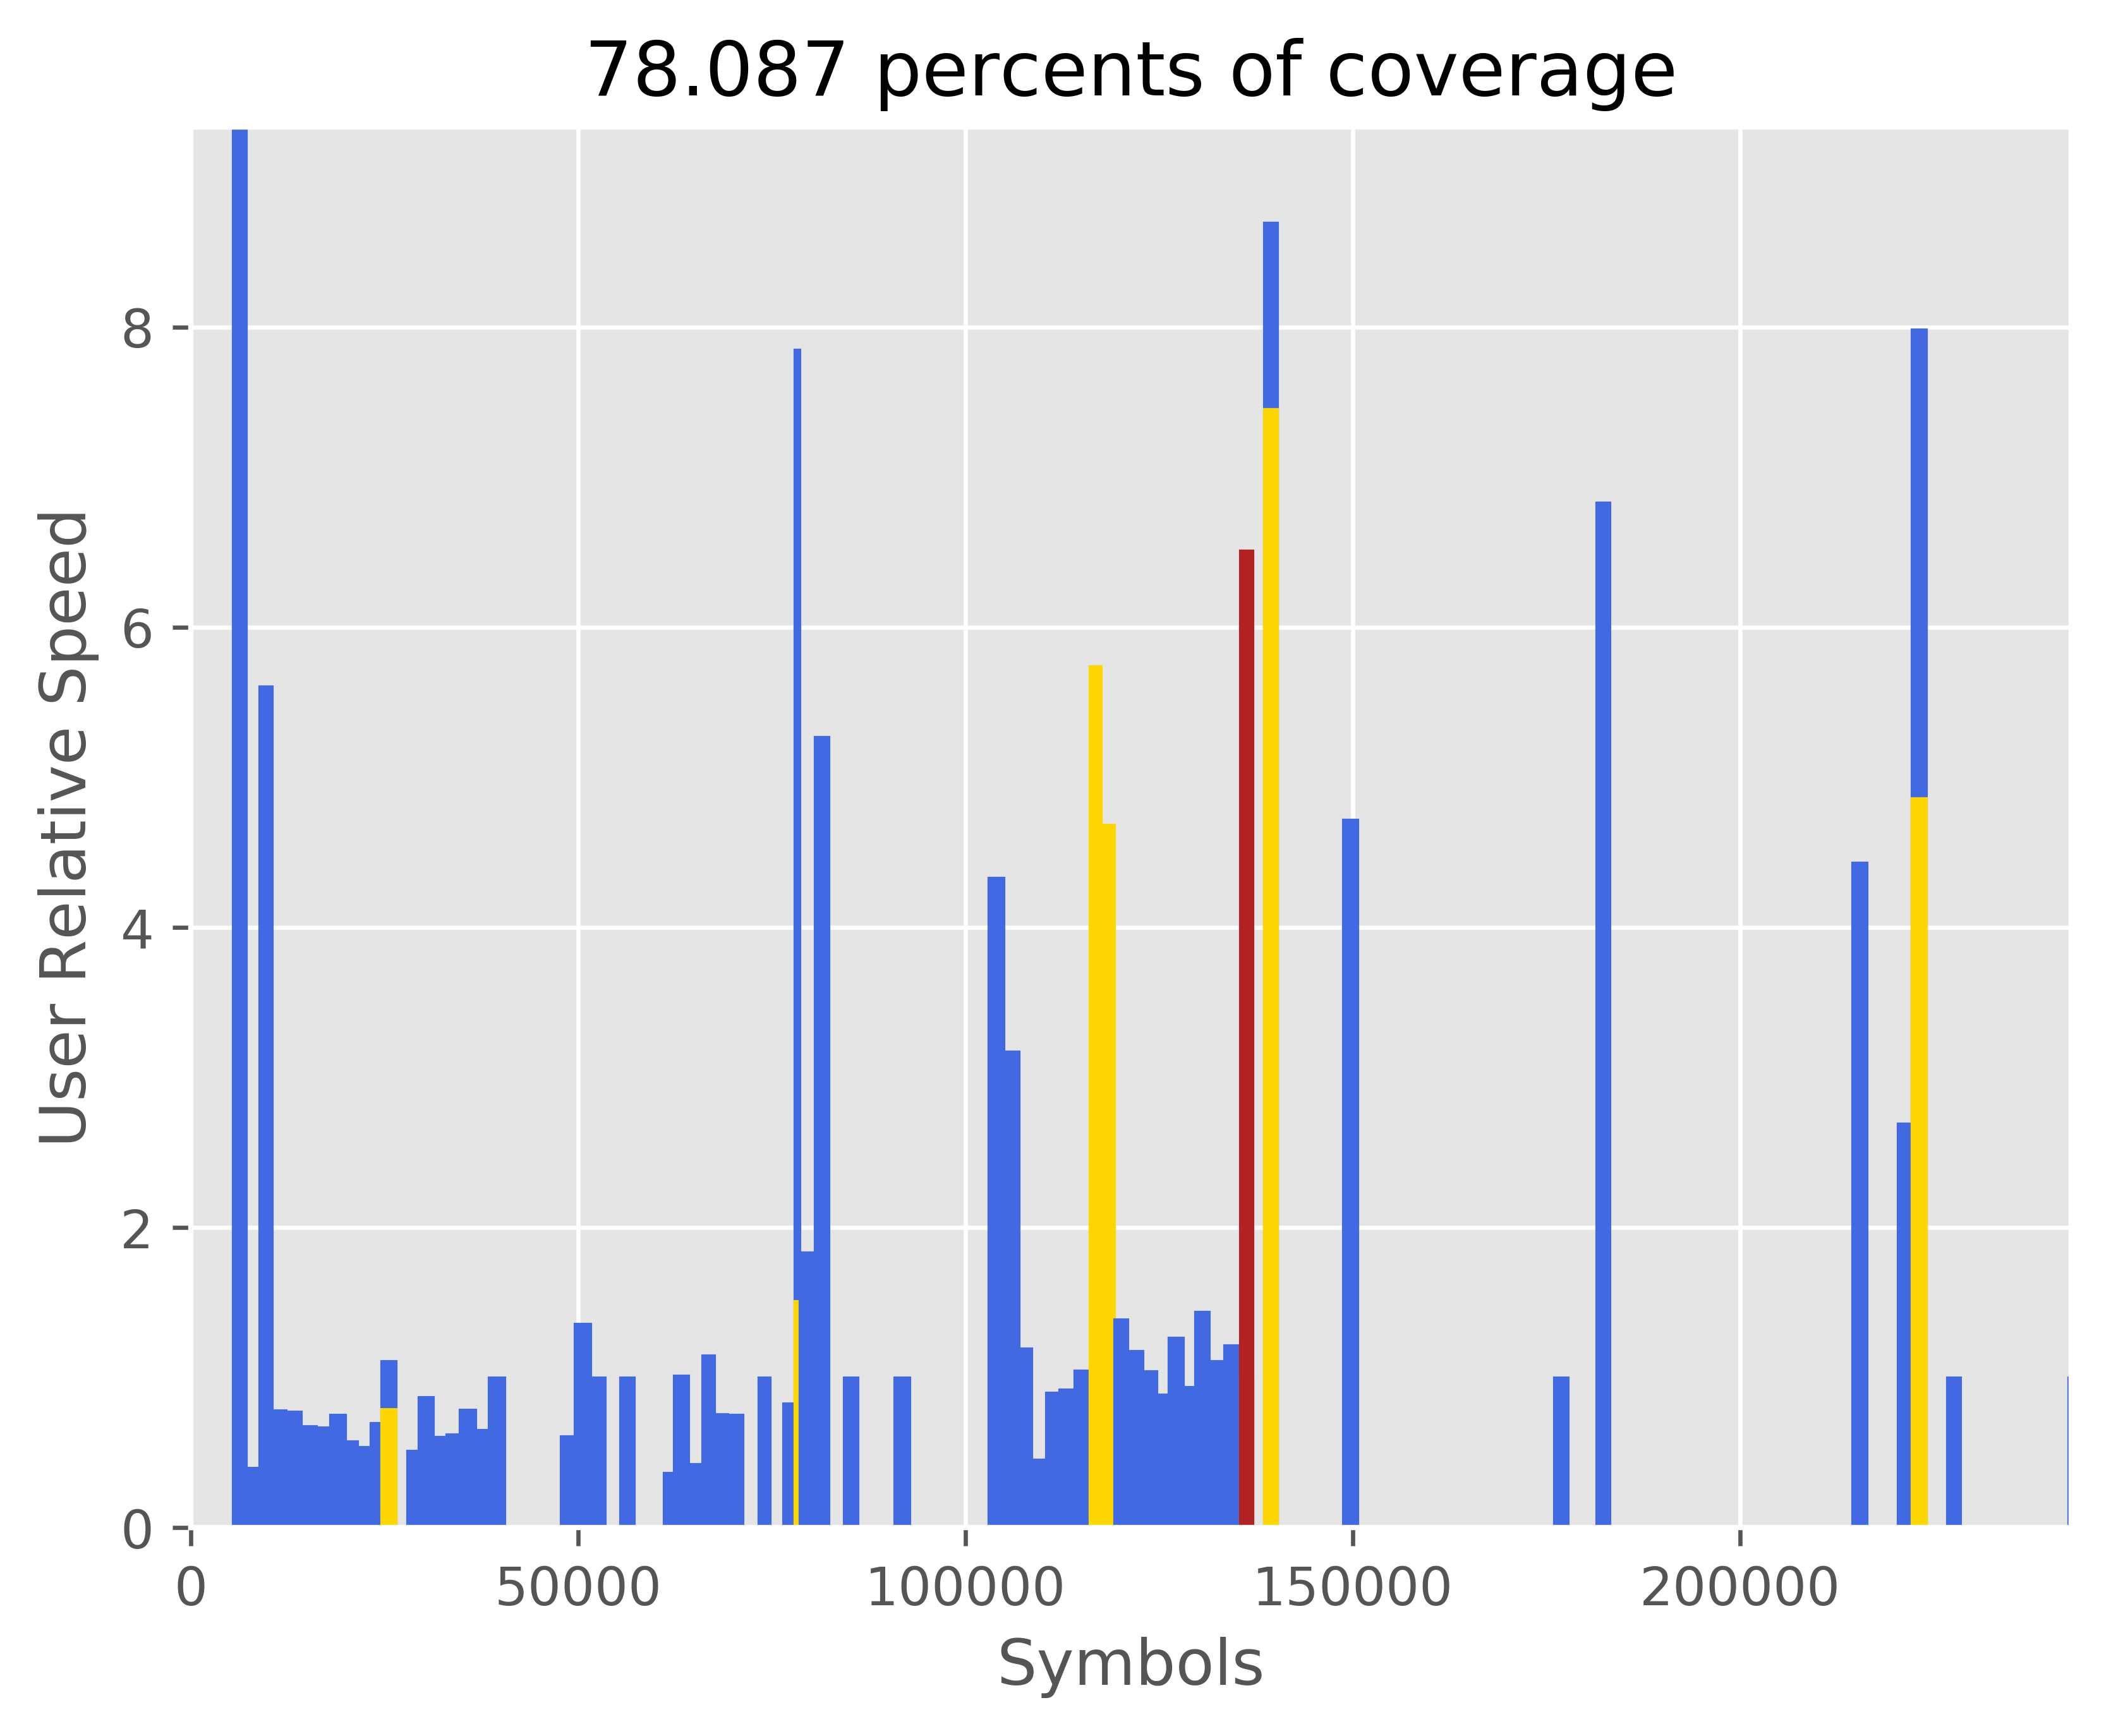 78.087 percents of coverage
User Relative Speed
8
6
4
2
0
0 50000 100000 150000 200000
Symbols